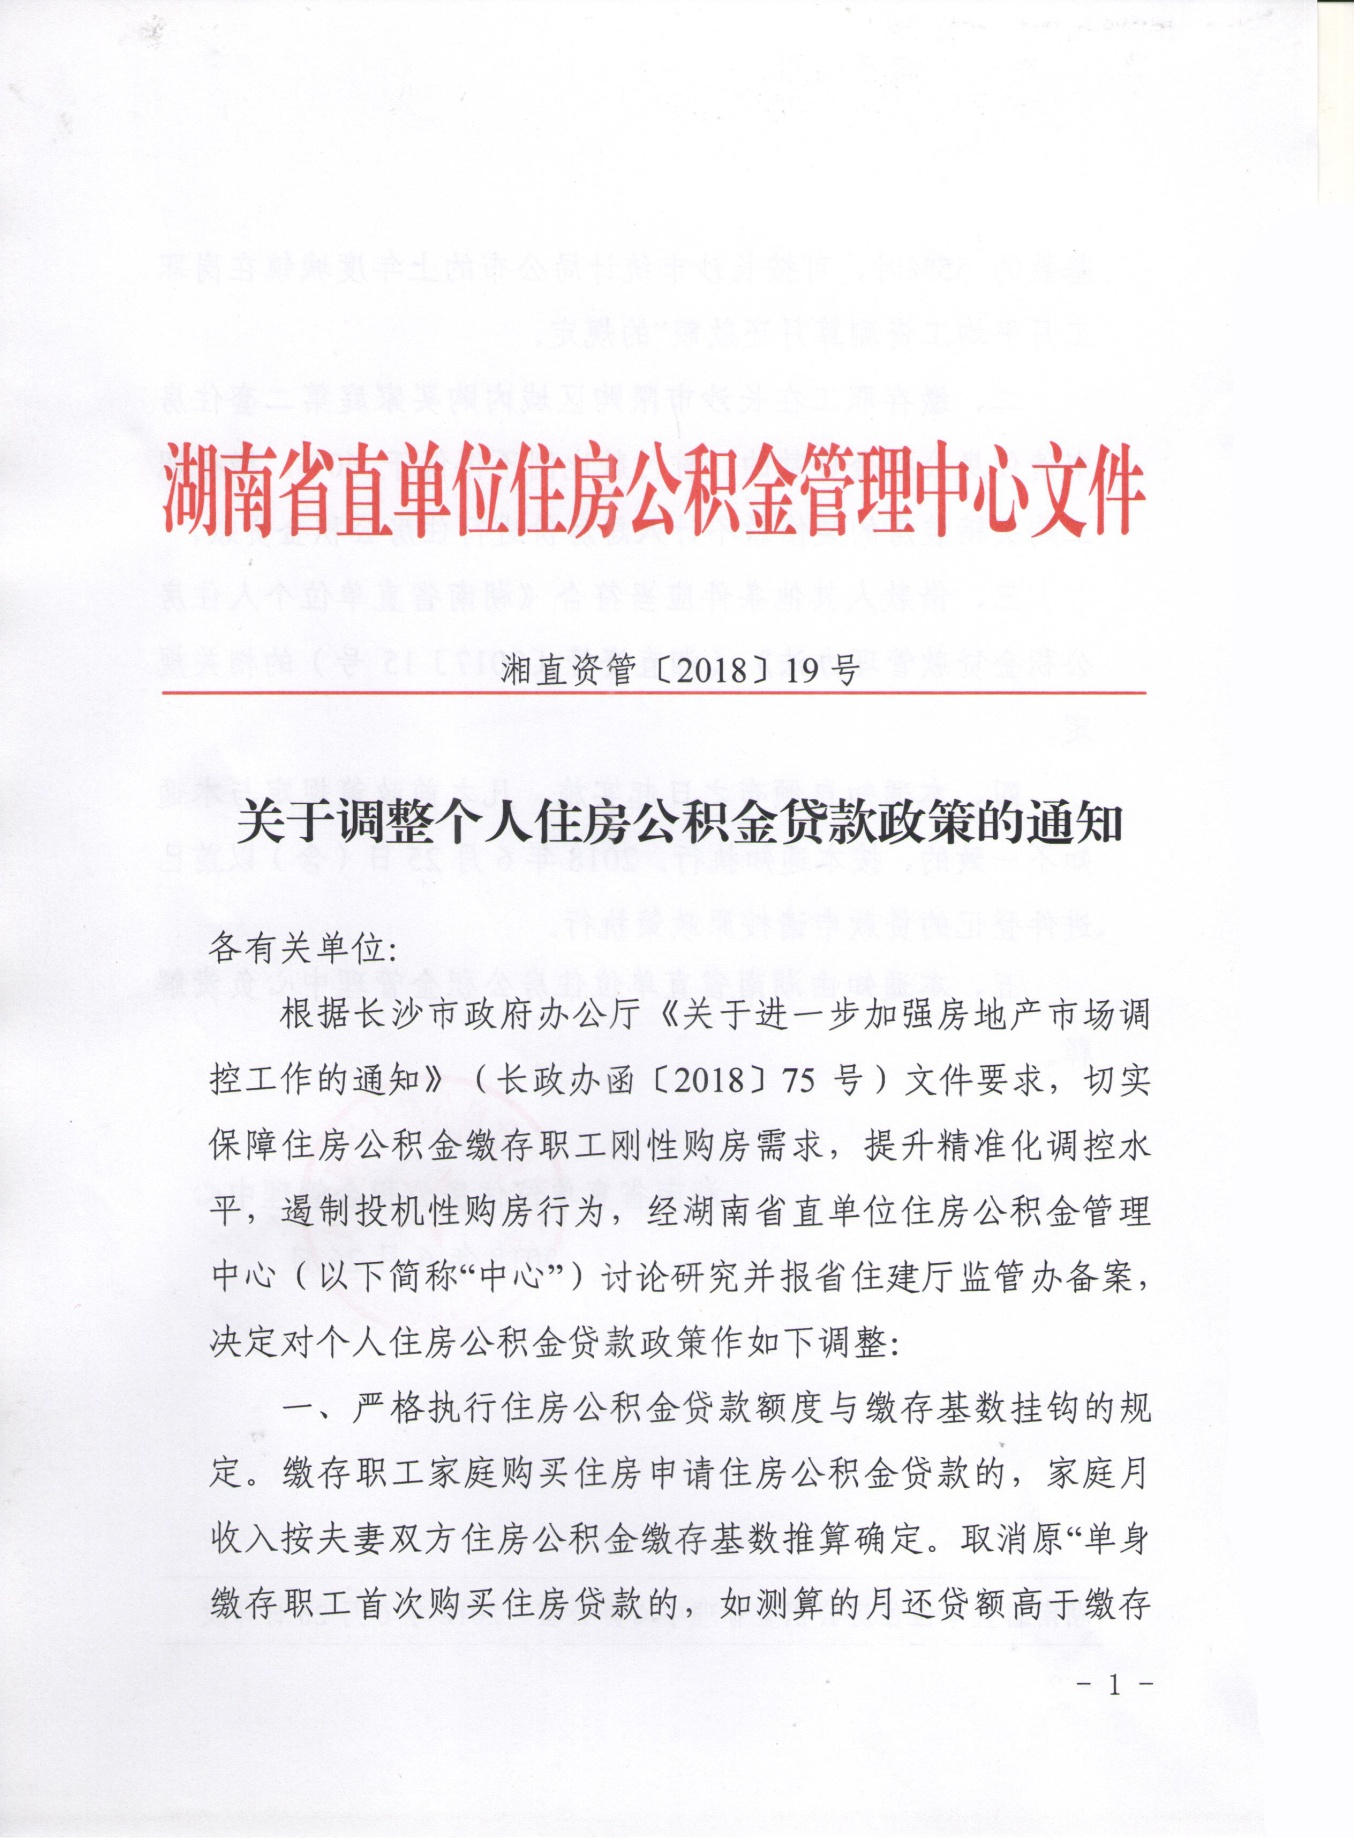 湖南省直单位住房公积金管理中心文件
湘直资管〔2018〕19号
关于调整个人住房公积金贷款政策的通知
各有关单位:
根据长沙市政府办公厅《关于进一步加强房地产市场调
控工作的通知》（长政办函〔2018〕75 号）文件要求，切实
保障住房公积金缴存职工刚性购房需求，提升精准化调控水
平，遏制投机性购房行为，经湖南省直单位住房公积金管理
中心（以下简称“中心”）讨论研究并报省住建厅监管办备案，
决定对个人住房公积金贷款政策作如下调整:
一、严格执行住房公积金贷款额度与缴存基数挂钩的规
定。缴存职工家庭购买住房申请住房公积金贷款的，家庭月
收入按夫妻双方住房公积金缴存基数推算确定。取消原“单身
缴存职工首次购买住房贷款的，如测算的月还贷额高于缴存
- 1 -